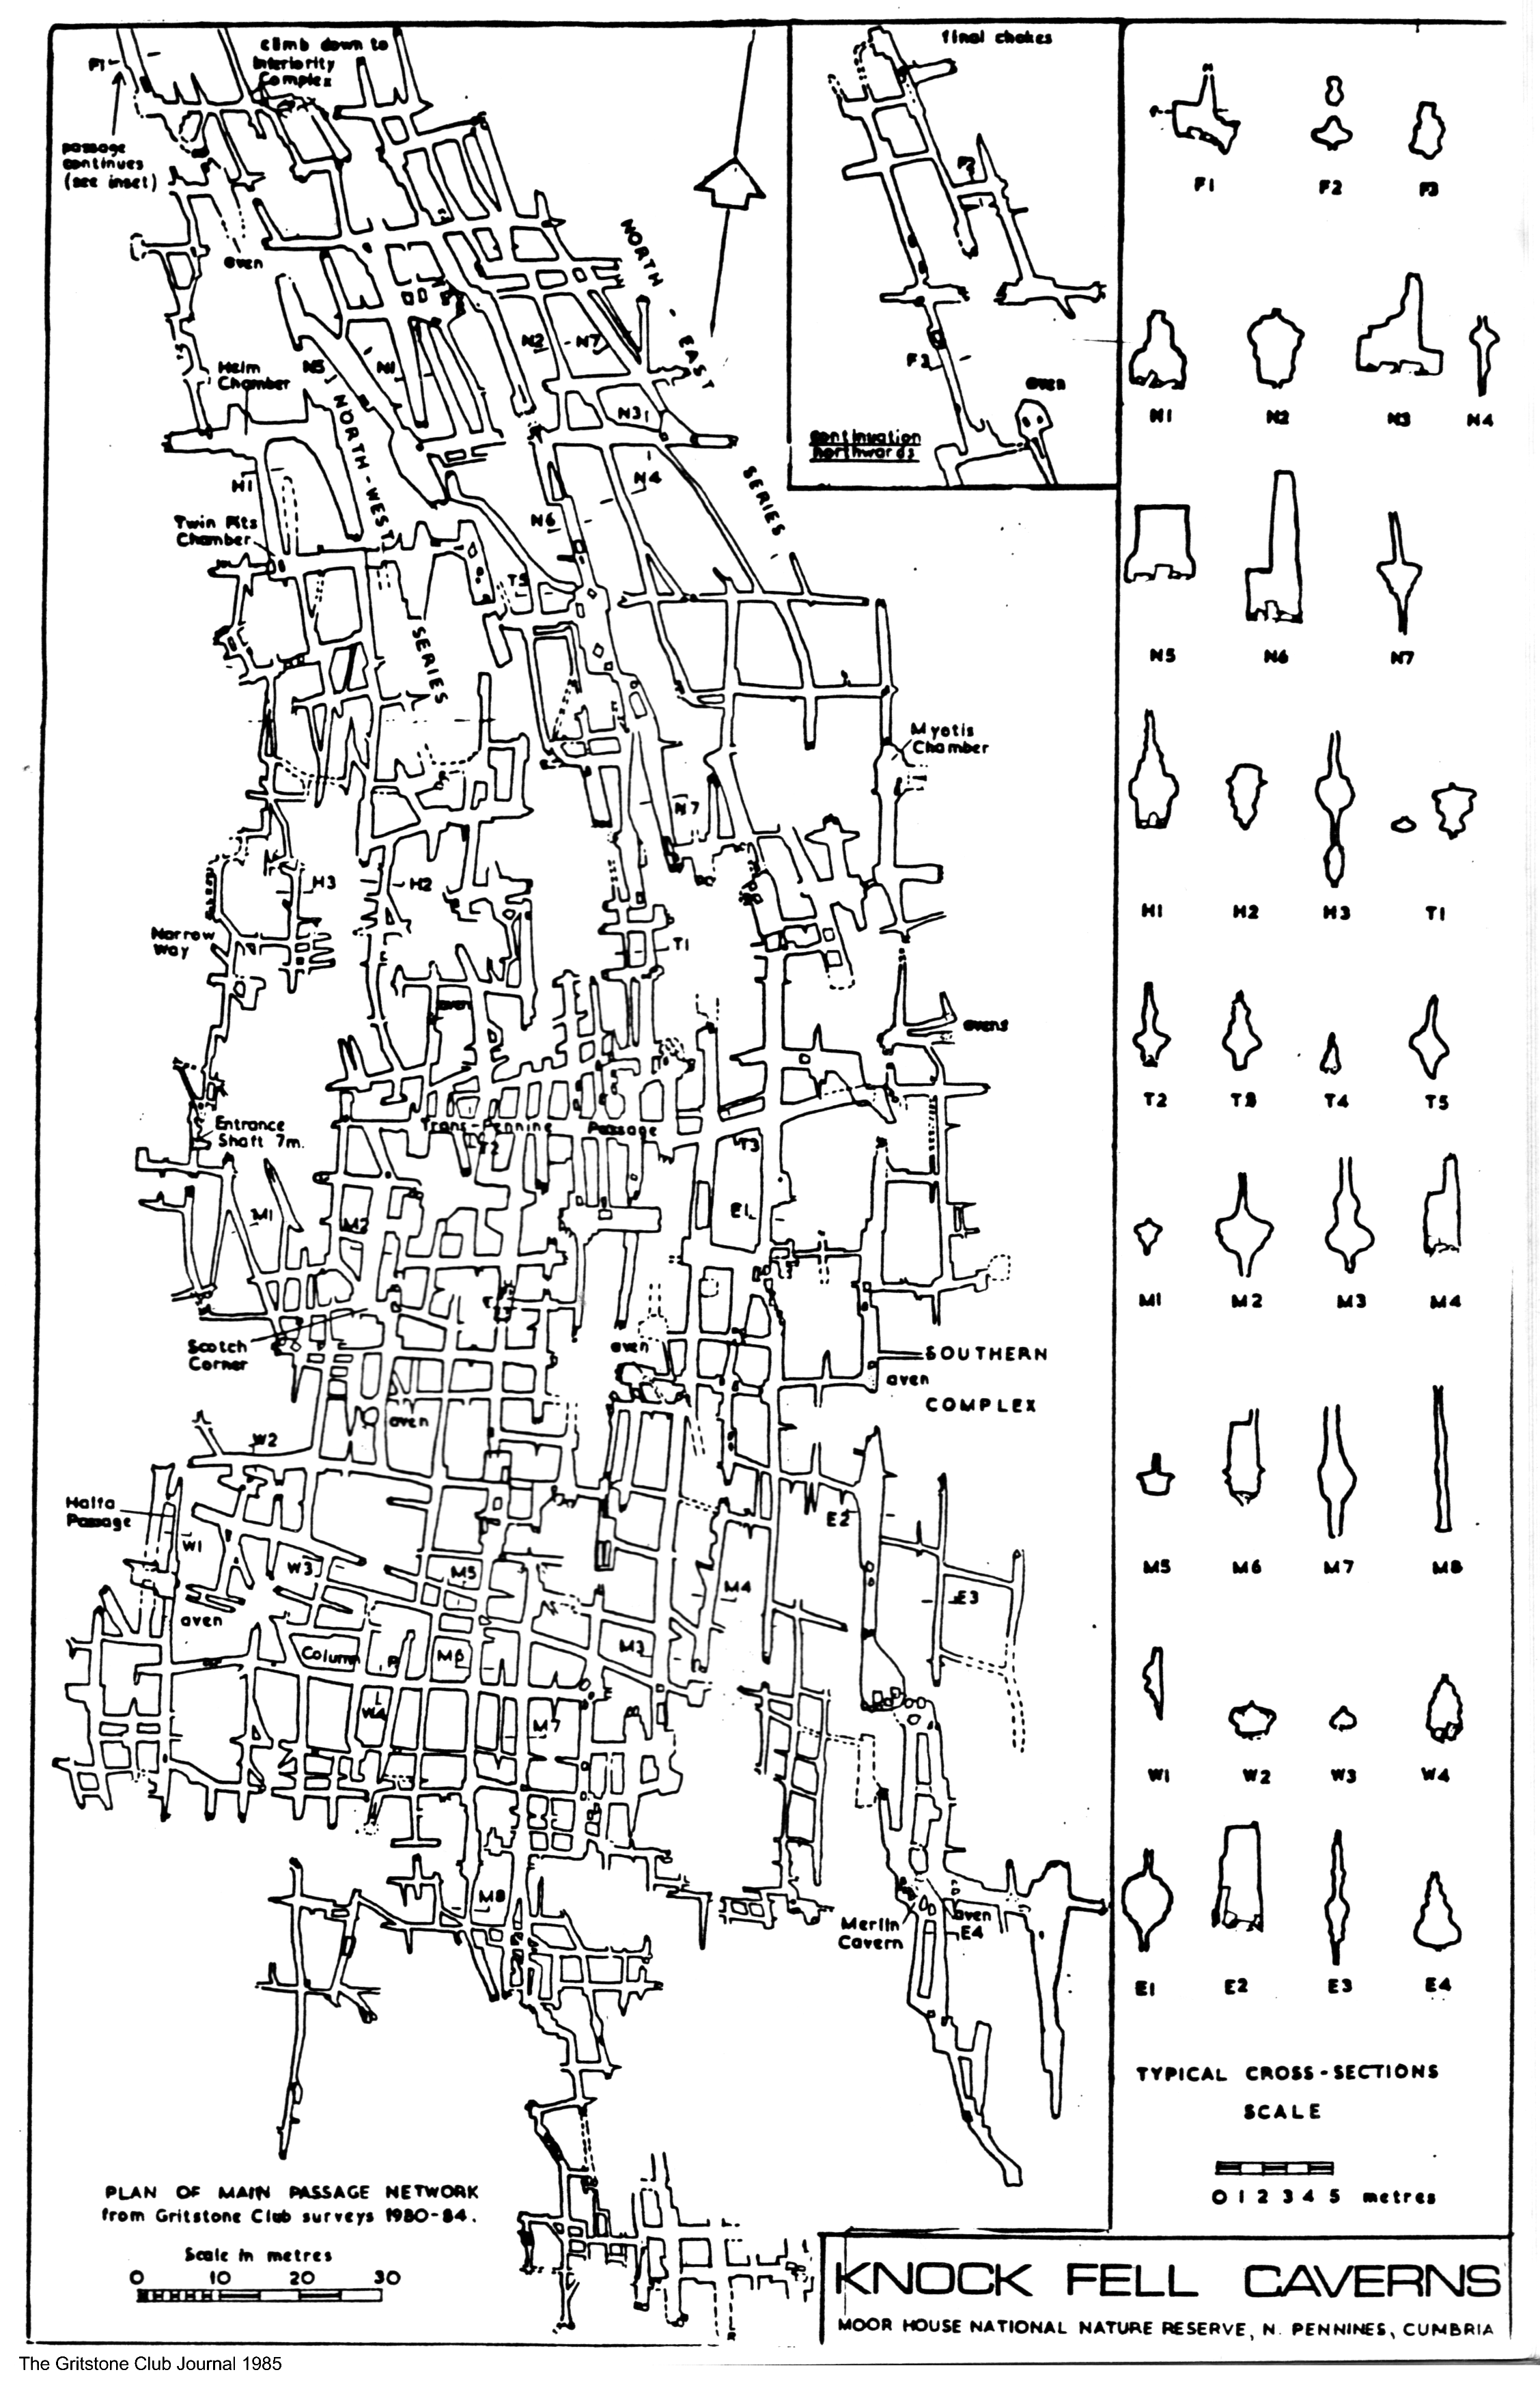 F1
climb down to
Interiority
Complex
passage
continues
(see inset)
aven
NORTH - EAST
SERIES
final chokes
F2
F3
aven
continuation
northwards
Helm
Chamber
N5
N1
N2
N7
N3
N4
NORTH-WEST
SERIES
H1
Twin Pits
Chamber
N6
T5
Myotis
Chamber
N7
H3
H2
Narrow
Way
T1
aven
avens
Entrance
Shaft 7m.
Trans-Pennine Passage
T2
T3
M1
M2
E1
Scotch
Corner
aven
SOUTHERN
COMPLEX
aven
aven
W2
Halfa
Passage
W1
W3
M5
E2
M4
E3
aven
Column
P
M6
M3
W4
M7
M8
Merlin
Cavern
aven
E4
PLAN OF MAIN PASSAGE NETWORK
from Gritstone Club surveys 1980-84.
Scale in metres
0 10 20 30
F1 F2 F3
N1 N2 N3 N4
N5 N6 N7
H1 H2 H3 T1
T2 T3 T4 T5
M1 M2 M3 M4
M5 M6 M7 M8
W1 W2 W3 W4
E1 E2 E3 E4
TYPICAL CROSS-SECTIONS
SCALE
0 1 2 3 4 5 metres
KNOCK FELL CAVERNS
MOOR HOUSE NATIONAL NATURE RESERVE, N. PENNINES, CUMBRIA
The Gritstone Club Journal 1985